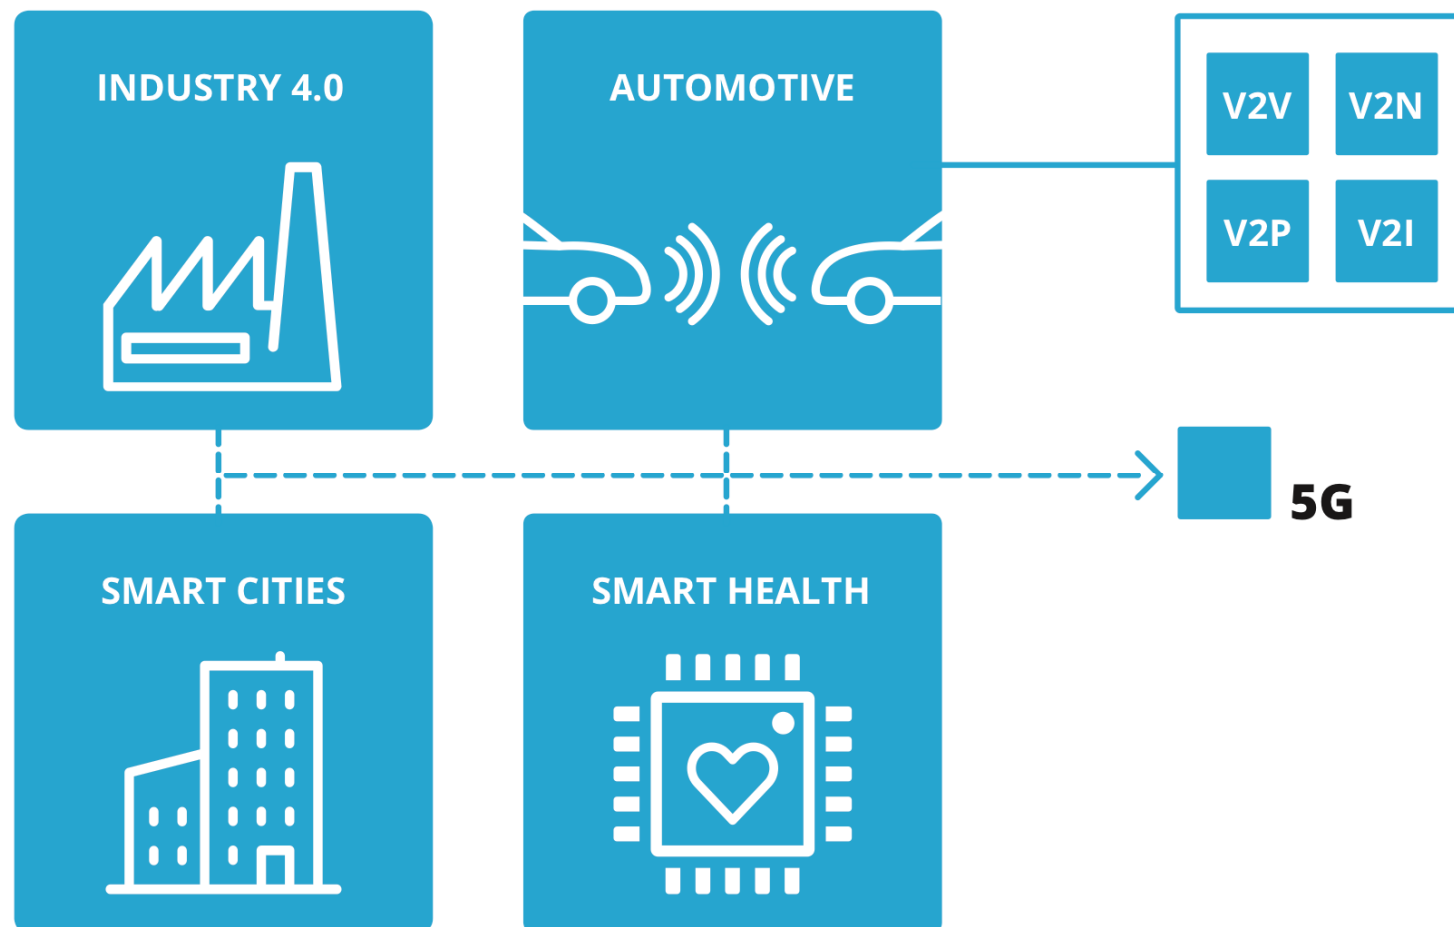 INDUSTRY 4.0
AUTOMOTIVE
V2V
V2N
V2P
V2I
5G
SMART CITIES
SMART HEALTH